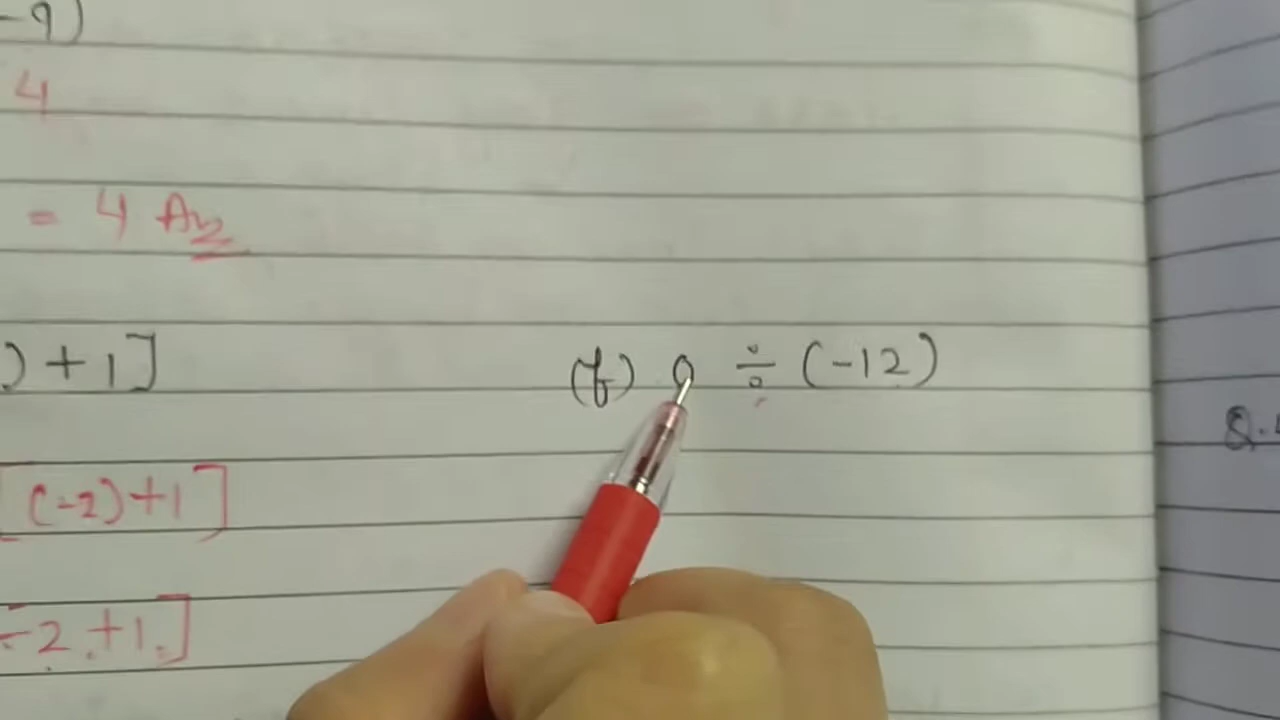 -9)
4
= 4 Ans
) + 1]
(f) 0 ÷ (-12)
Q.
[(-2)+1]
-2 +1]